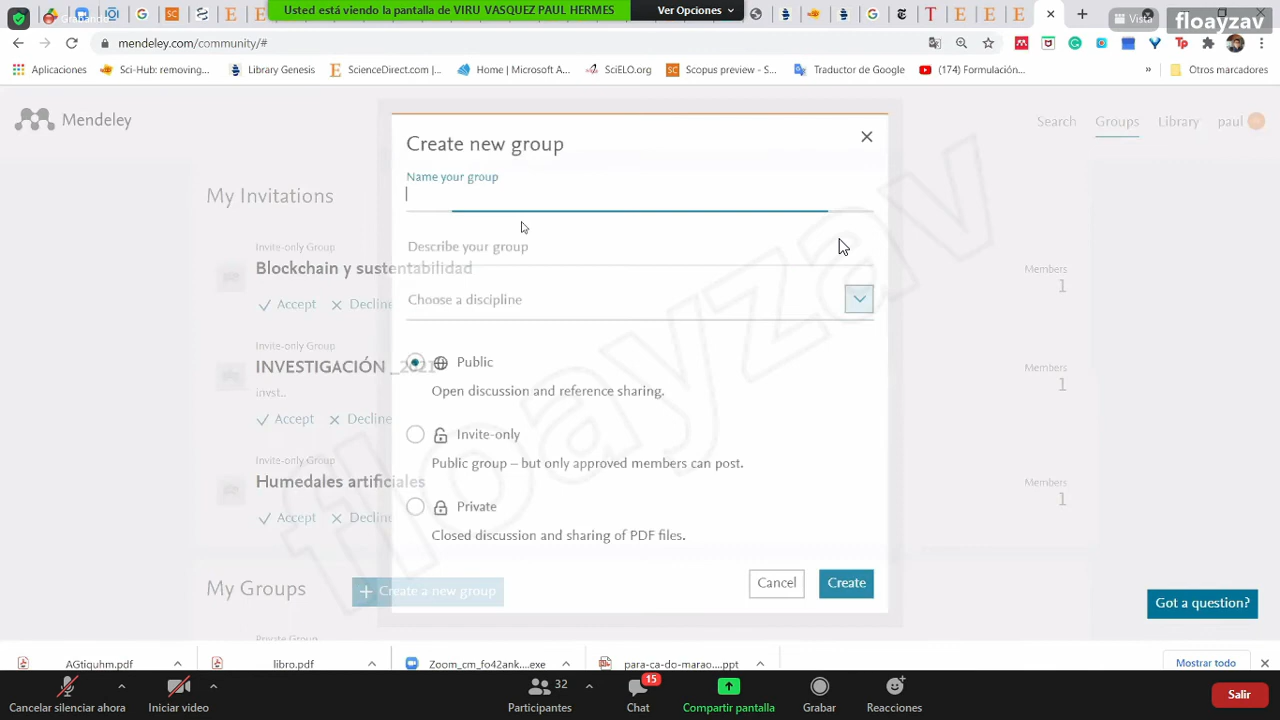 Usted está viendo la pantalla de VIRU VASQUEZ PAUL HERMES
Ver Opciones
Vista
floayzav
mendeley.com/community/#
Aplicaciones
Sci-Hub: removing...
Library Genesis
ScienceDirect.com |...
Home | Microsoft A...
SciELO.org
Scopus preview - S...
Traductor de Google
(174) Formulación...
»
Otros marcadores
Mendeley
Search
Groups
Library
paul
Create new group
Name your group
My Invitations
Invite-only Group
Describe your group
Blockchain y sustentabilidad
Members
1
Accept
Decline
Choose a discipline
Invite-only Group
INVESTIGACIÓN _2021
Members
1
invst..
Accept
Decline
Public
Open discussion and reference sharing.
Invite-only
Public group – but only approved members can post.
Invite-only Group
Humedales artificiales
Members
1
Accept
Decline
Private
Closed discussion and sharing of PDF files.
floayzav
My Groups
+ Create a new group
Cancel
Create
Got a question?
Private Group
AGtiquhm.pdf
libro.pdf
Zoom_cm_fo42ank....exe
para-ca-do-marao....ppt
Mostrar todo
Cancelar silenciar ahora
Iniciar video
32
Participantes
15
Chat
Compartir pantalla
Grabar
Reacciones
Salir